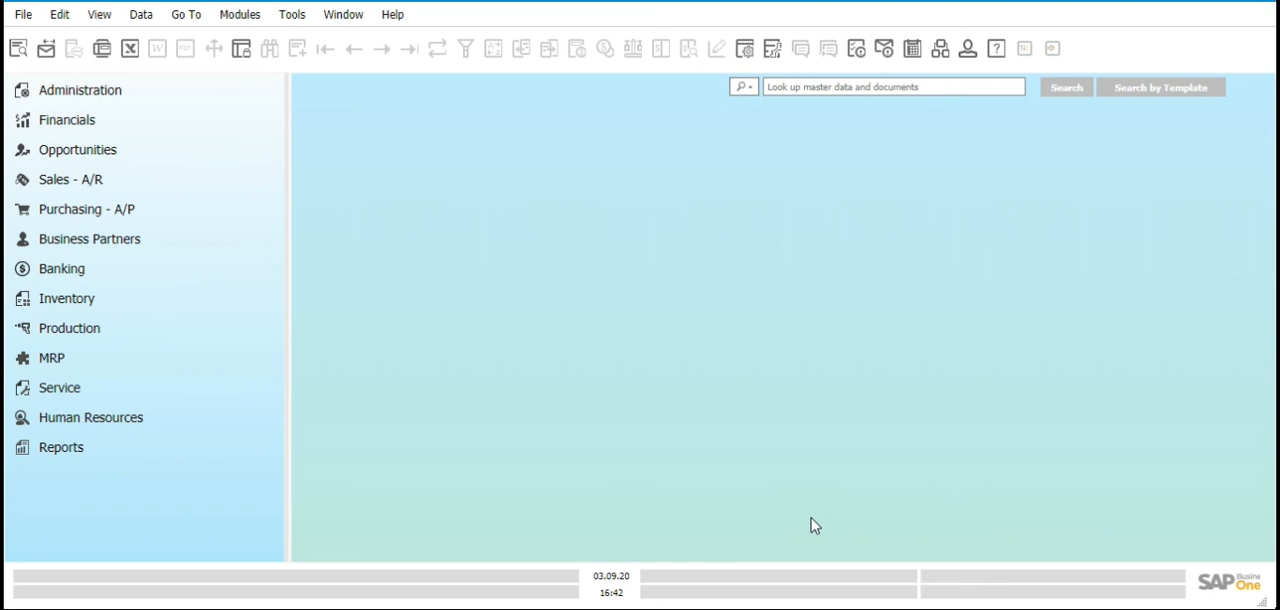 File Edit View Data Go To Modules Tools Window Help
Look up master data and documents Search Search by Template
Administration
Financials
Opportunities
Sales - A/R
Purchasing - A/P
Business Partners
Banking
Inventory
Production
MRP
Service
Human Resources
Reports
03.09.20
16:42
SAP Busine
One